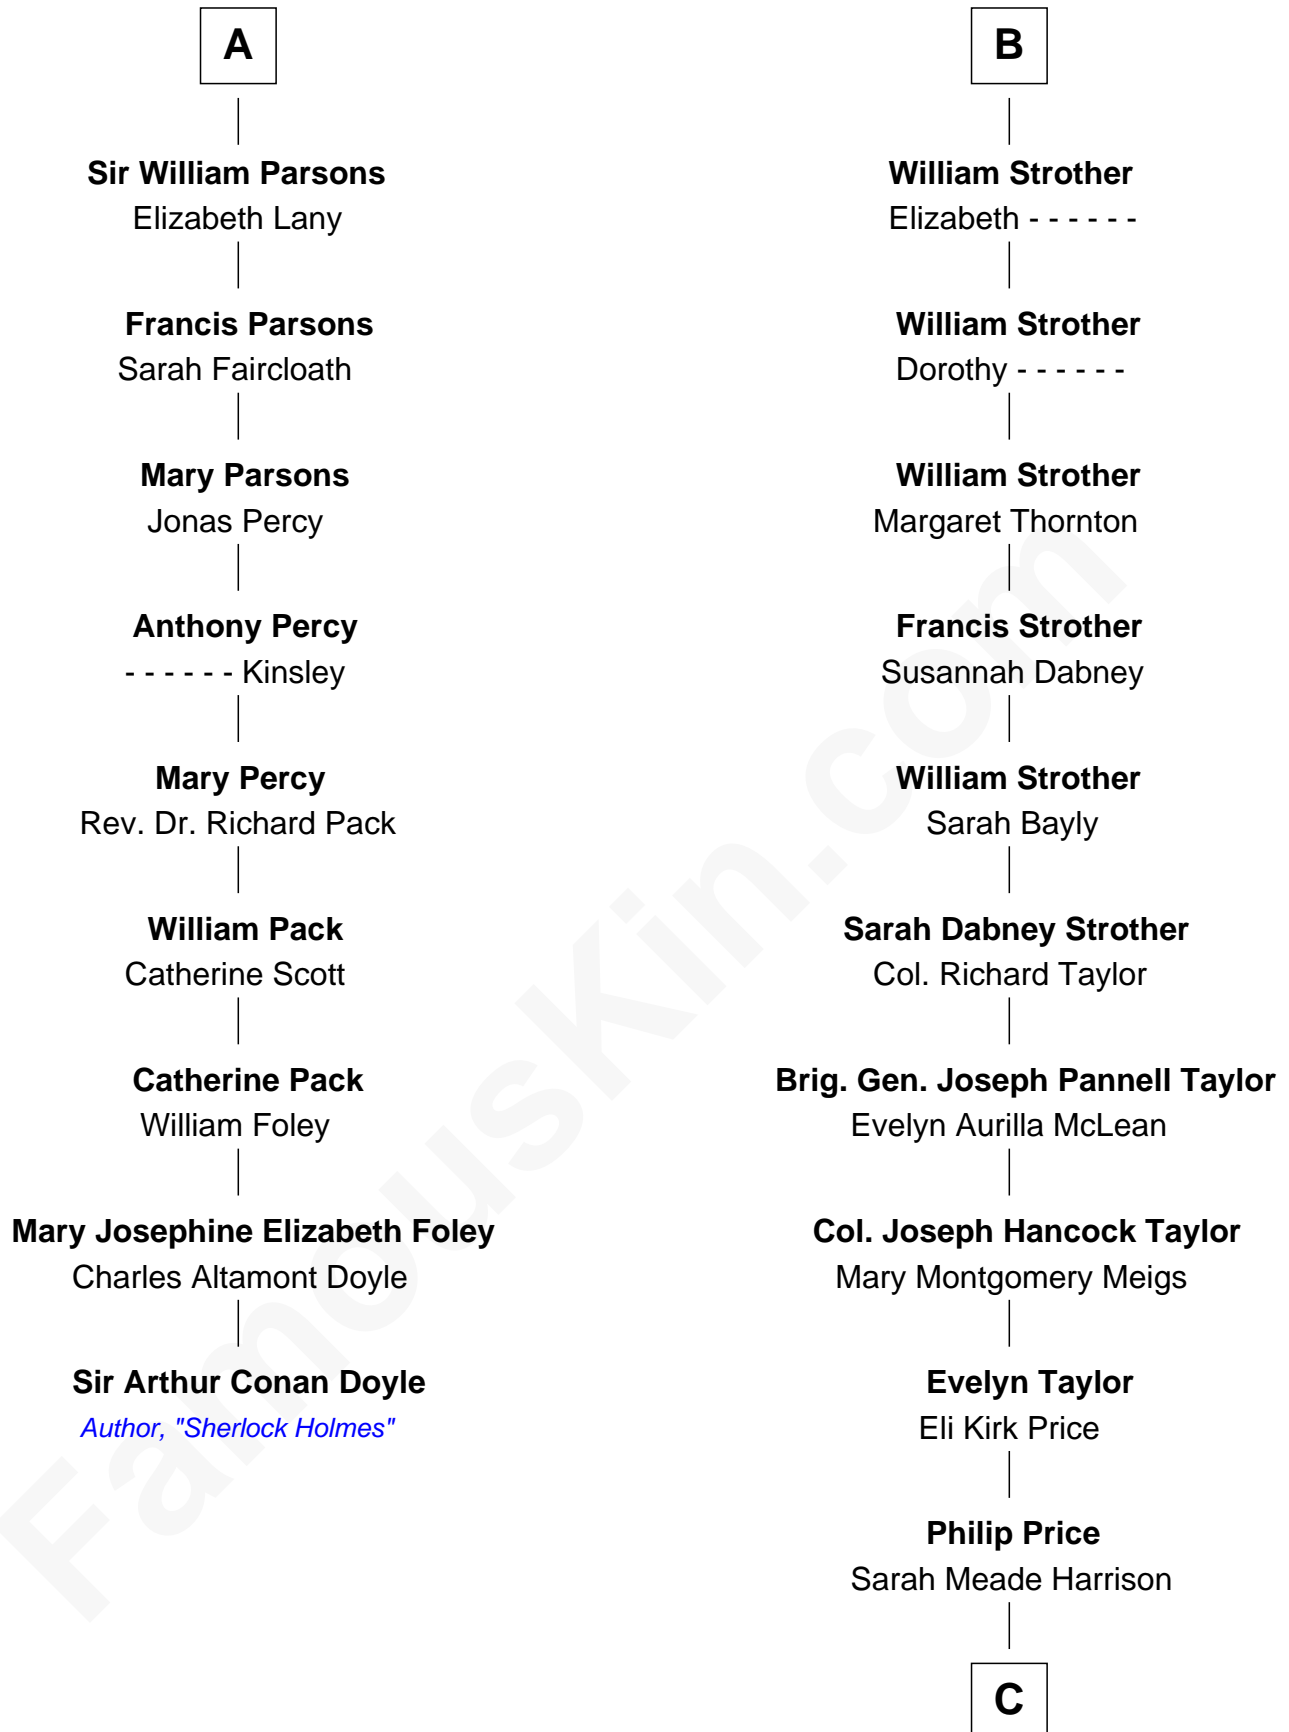 A
Sir William Parsons
Elizabeth Lany
Francis Parsons
Sarah Faircloath
Mary Parsons
Jonas Percy
Anthony Percy
- - - - - - Kinsley
Mary Percy
Rev. Dr. Richard Pack
William Pack
Catherine Scott
Catherine Pack
William Foley
Mary Josephine Elizabeth Foley
Charles Altamont Doyle
Sir Arthur Conan Doyle
Author, "Sherlock Holmes"
B
William Strother
Elizabeth - - - - - -
William Strother
Dorothy - - - - - -
William Strother
Margaret Thornton
Francis Strother
Susannah Dabney
William Strother
Sarah Bayly
Sarah Dabney Strother
Col. Richard Taylor
Brig. Gen. Joseph Pannell Taylor
Evelyn Aurilla McLean
Col. Joseph Hancock Taylor
Mary Montgomery Meigs
Evelyn Taylor
Eli Kirk Price
Philip Price
Sarah Meade Harrison
C
FamousKin.com